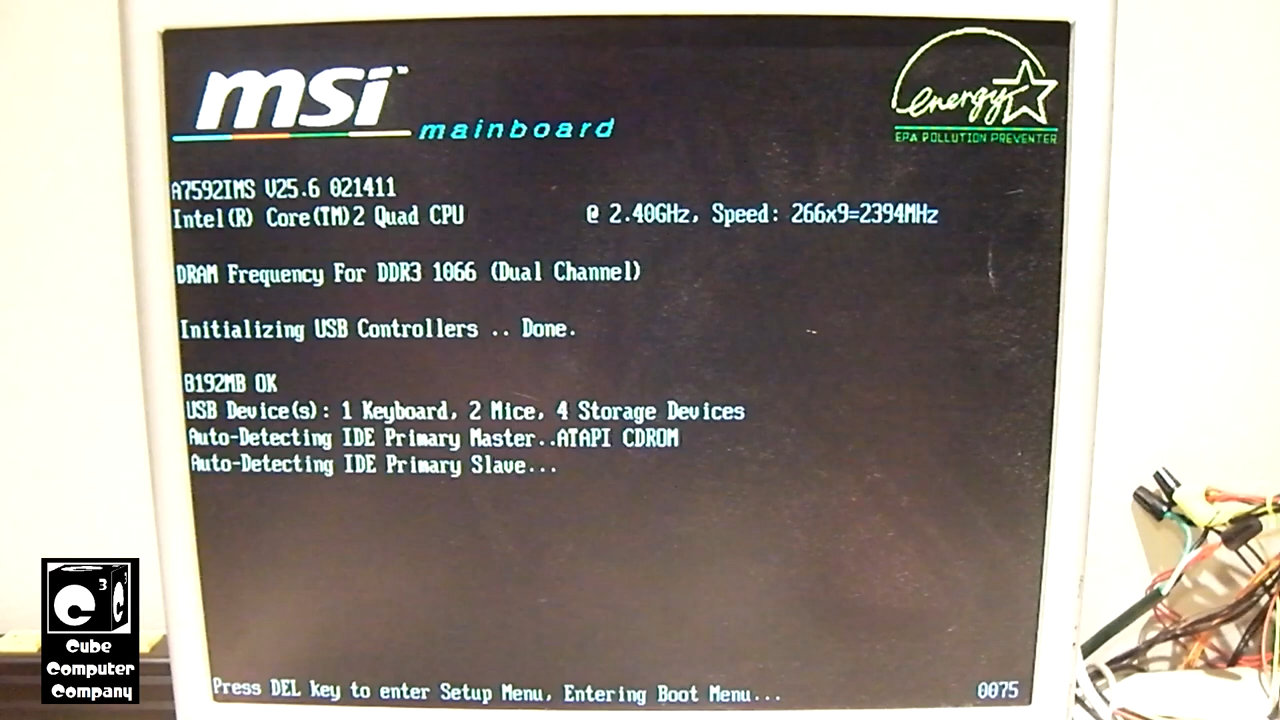 msi™
mainboard
energy
EPA POLLUTION PREVENTER
A7592IMS V25.6 021411
Intel(R) Core(TM)2 Quad CPU @ 2.40GHz, Speed: 266x9=2394MHz
DRAM Frequency For DDR3 1066 (Dual Channel)
Initializing USB Controllers .. Done.
8192MB OK
USB Device(s): 1 Keyboard, 2 Mice, 4 Storage Devices
Auto-Detecting IDE Primary Master..ATAPI CDROM
Auto-Detecting IDE Primary Slave...
Press DEL key to enter Setup Menu, Entering Boot Menu... 0075
C 3 C 3
Cube
Computer
Company